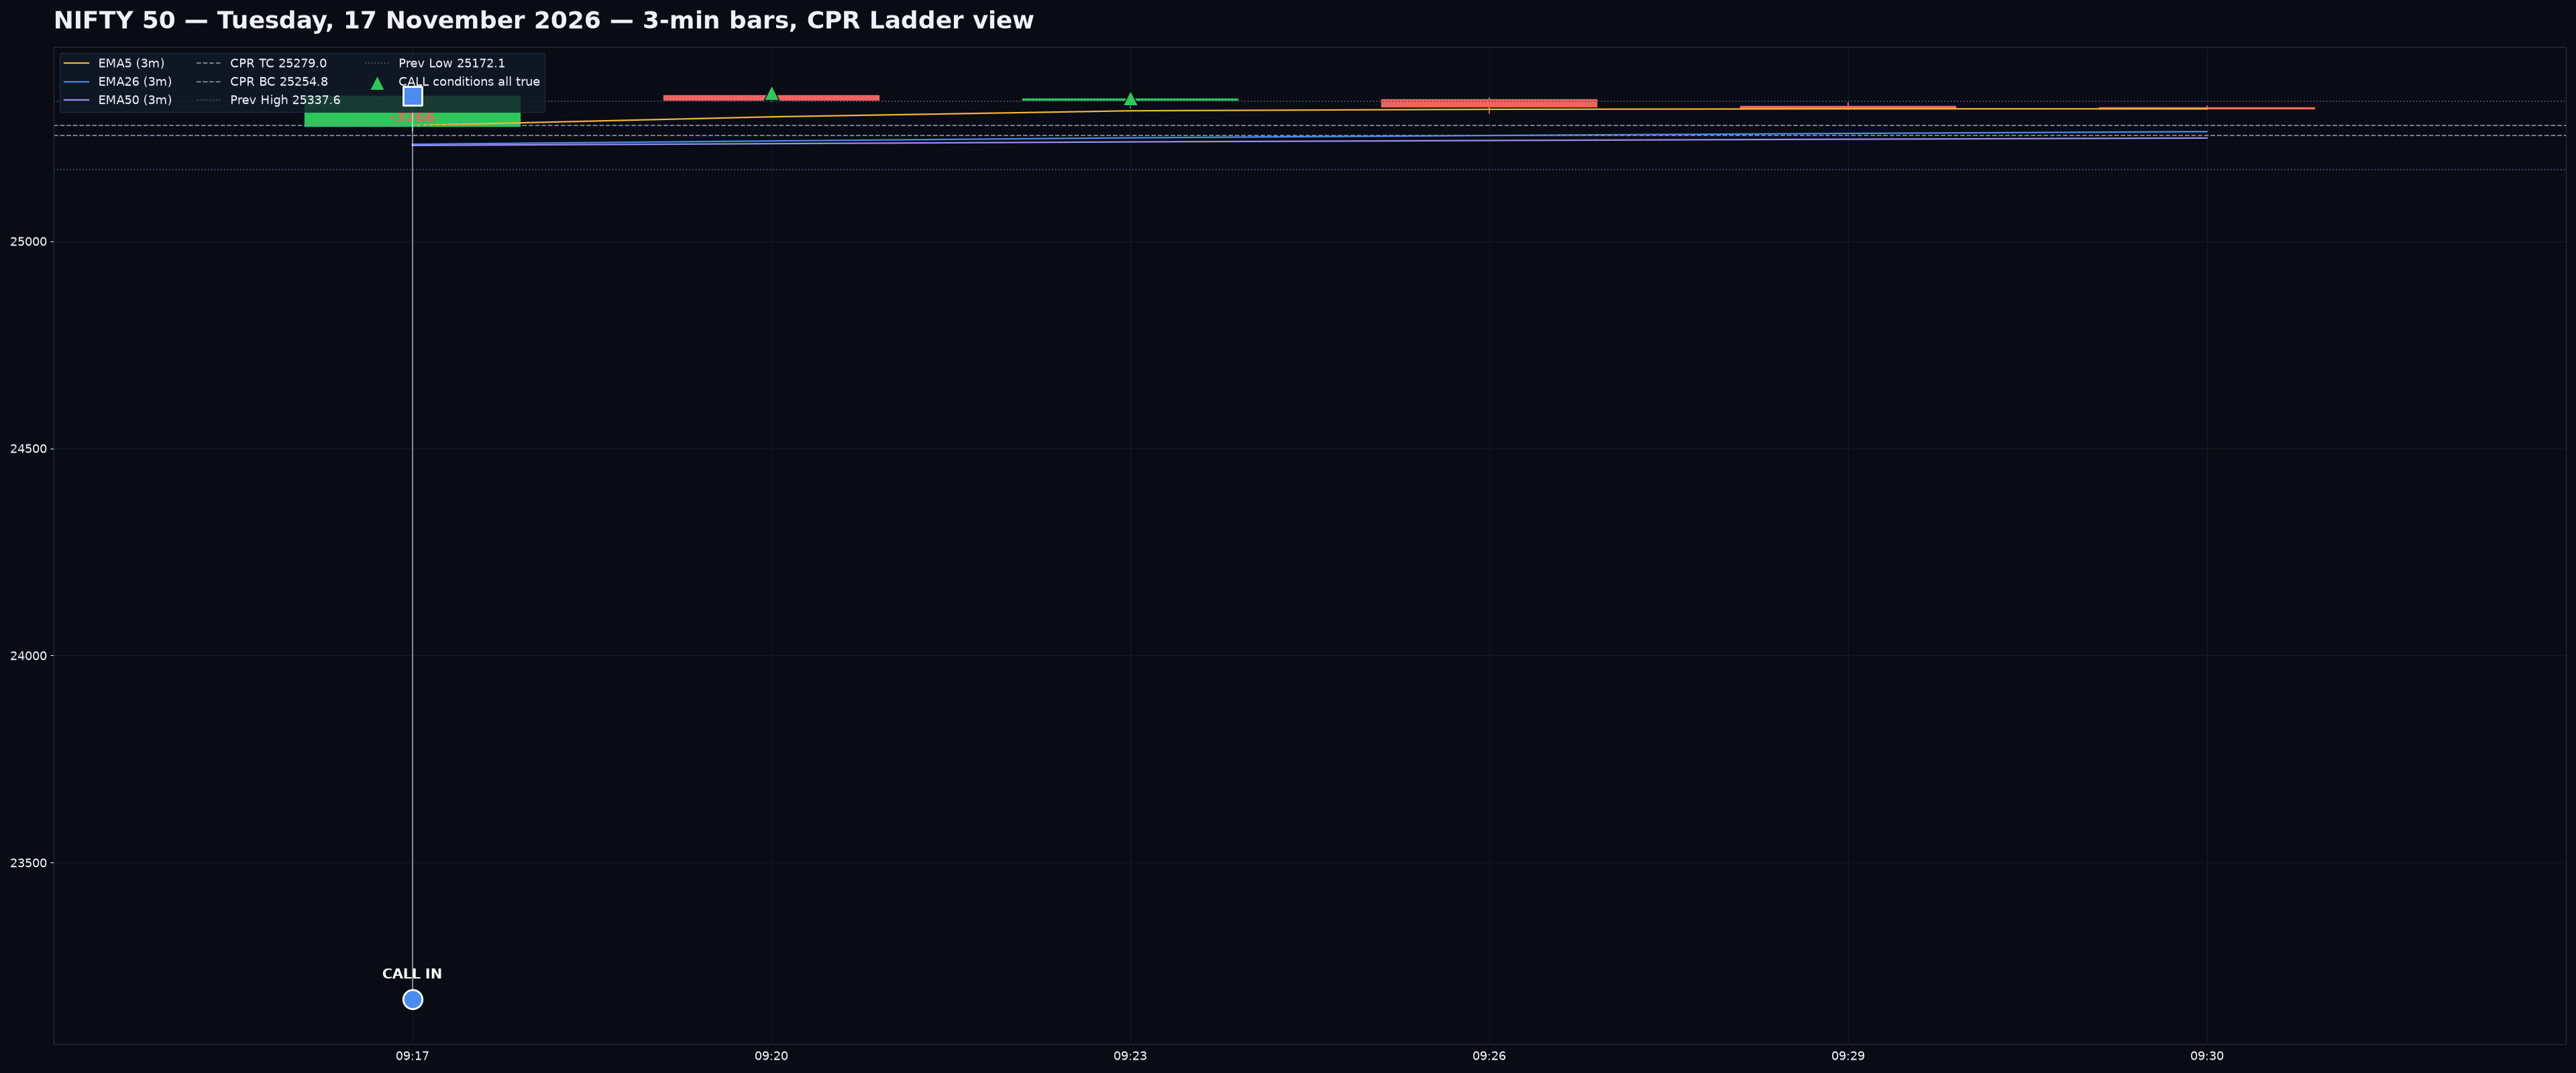 NIFTY 50 — Tuesday, 17 November 2026 — 3-min bars, CPR Ladder view
EMA5 (3m)
EMA26 (3m)
EMA50 (3m)
CPR TC 25279.0
CPR BC 25254.8
Prev High 25337.6
Prev Low 25172.1
CALL conditions all true
-3266
25000
24500
24000
23500
CALL IN
09:17
09:20
09:23
09:26
09:29
09:30